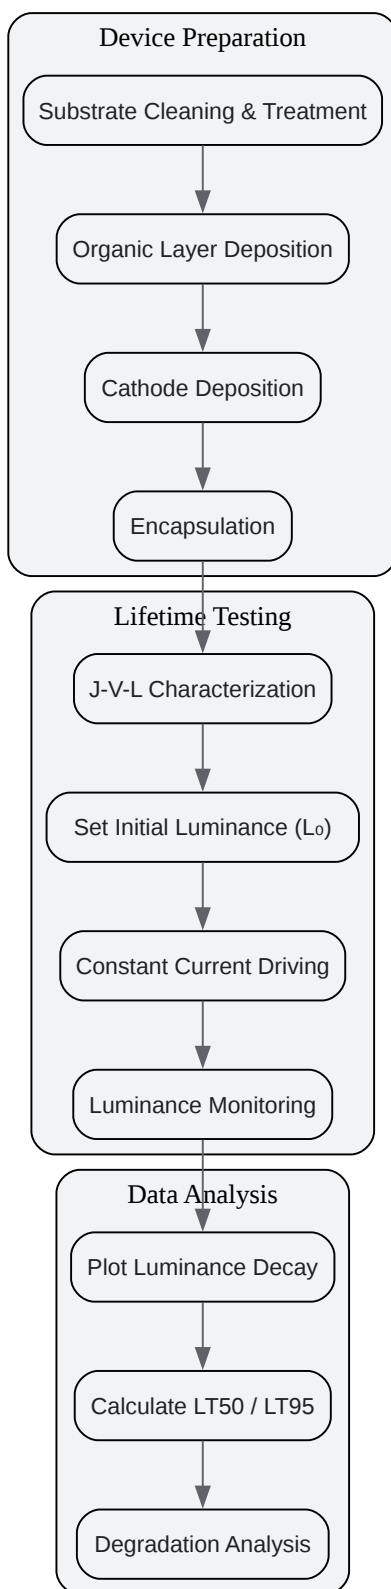 Device Preparation
Substrate Cleaning & Treatment
Organic Layer Deposition
Cathode Deposition
Encapsulation
Lifetime Testing
J-V-L Characterization
Set Initial Luminance (L₀)
Constant Current Driving
Luminance Monitoring
Data Analysis
Plot Luminance Decay
Calculate LT50 / LT95
Degradation Analysis